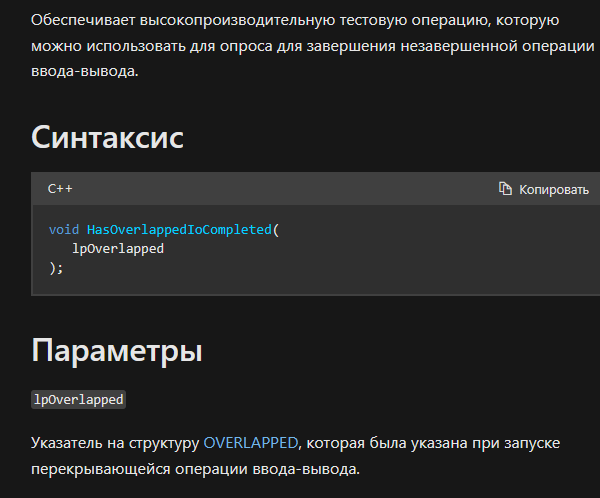 Обеспечивает высокопроизводительную тестовую операцию, которую
можно использовать для опроса для завершения незавершенной операции
ввода-вывода.
Синтаксис
C++ Копировать
void HasOverlappedIoCompleted(
lpOverlapped
);
Параметры
lpOverlapped
Указатель на структуру OVERLAPPED, которая была указана при запуске
перекрывающейся операции ввода-вывода.